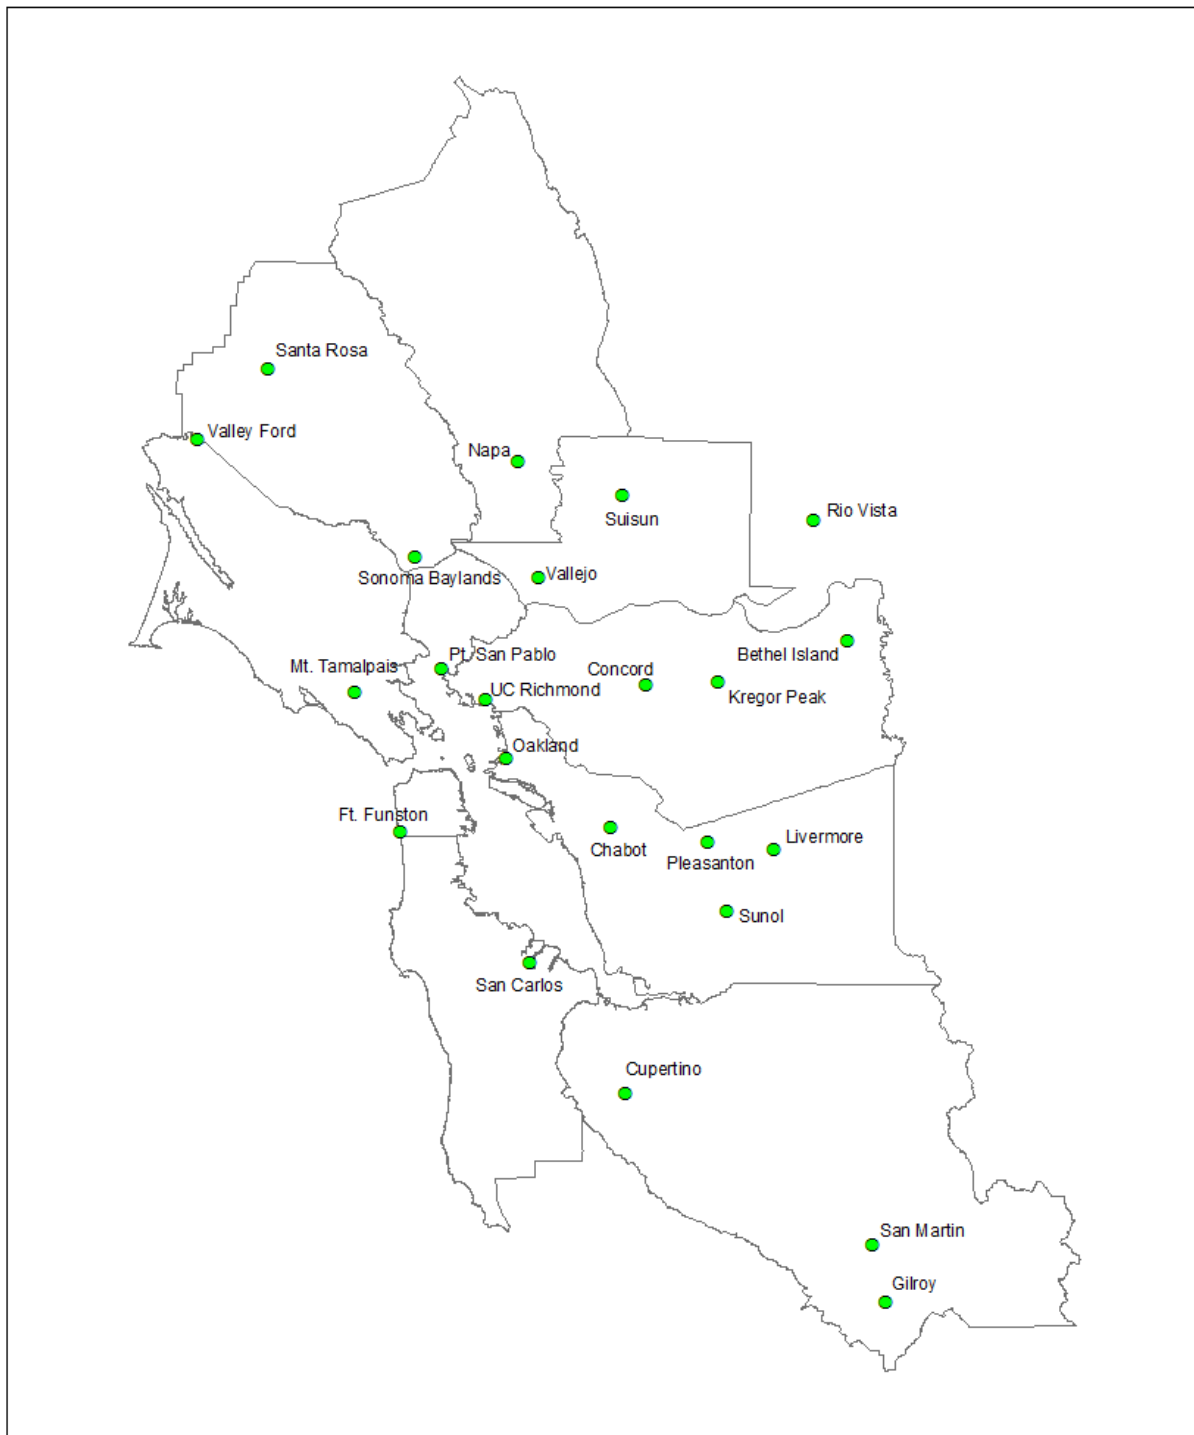 Santa Rosa
Valley Ford
Napa
Suisun
Rio Vista
Sonoma Baylands
Vallejo
Bethel Island
Mt. Tamalpais
Pt. San Pablo
Concord
UC Richmond
Kregor Peak
Oakland
Ft. Funston
Chabot
Pleasanton
Livermore
Sunol
San Carlos
Cupertino
San Martin
Gilroy